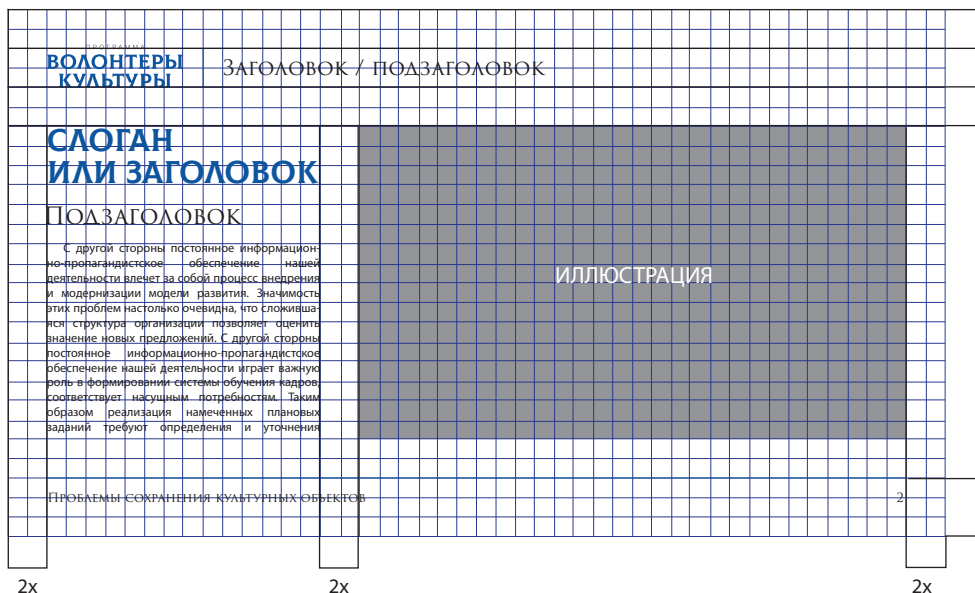 ПРОГРАММА
ВОЛОНТЕРЫ
КУЛЬТУРЫ
ЗАГОЛОВОК / ПОДЗАГОЛОВОК
СЛОГАН
ИЛИ ЗАГОЛОВОК
ПОДЗАГОЛОВОК
С другой стороны постоянное информацион-
но-пропагандистское обеспечение нашей
деятельности влечет за собой процесс внедрения
и модернизации модели развития. Значимость
этих проблем настолько очевидна, что сложивша-
яся структура организации позволяет оценить
значение новых предложений. С другой стороны
постоянное информационно-пропагандистское
обеспечение нашей деятельности играет важную
роль в формировании системы обучения кадров,
соответствует насущным потребностям. Таким
образом реализация намеченных плановых
заданий требуют определения и уточнения
ИЛЛЮСТРАЦИЯ
ПРОБЛЕМЫ СОХРАНЕНИЯ КУЛЬТУРНЫХ ОБЪЕКТОВ
2
2x
2x
2x